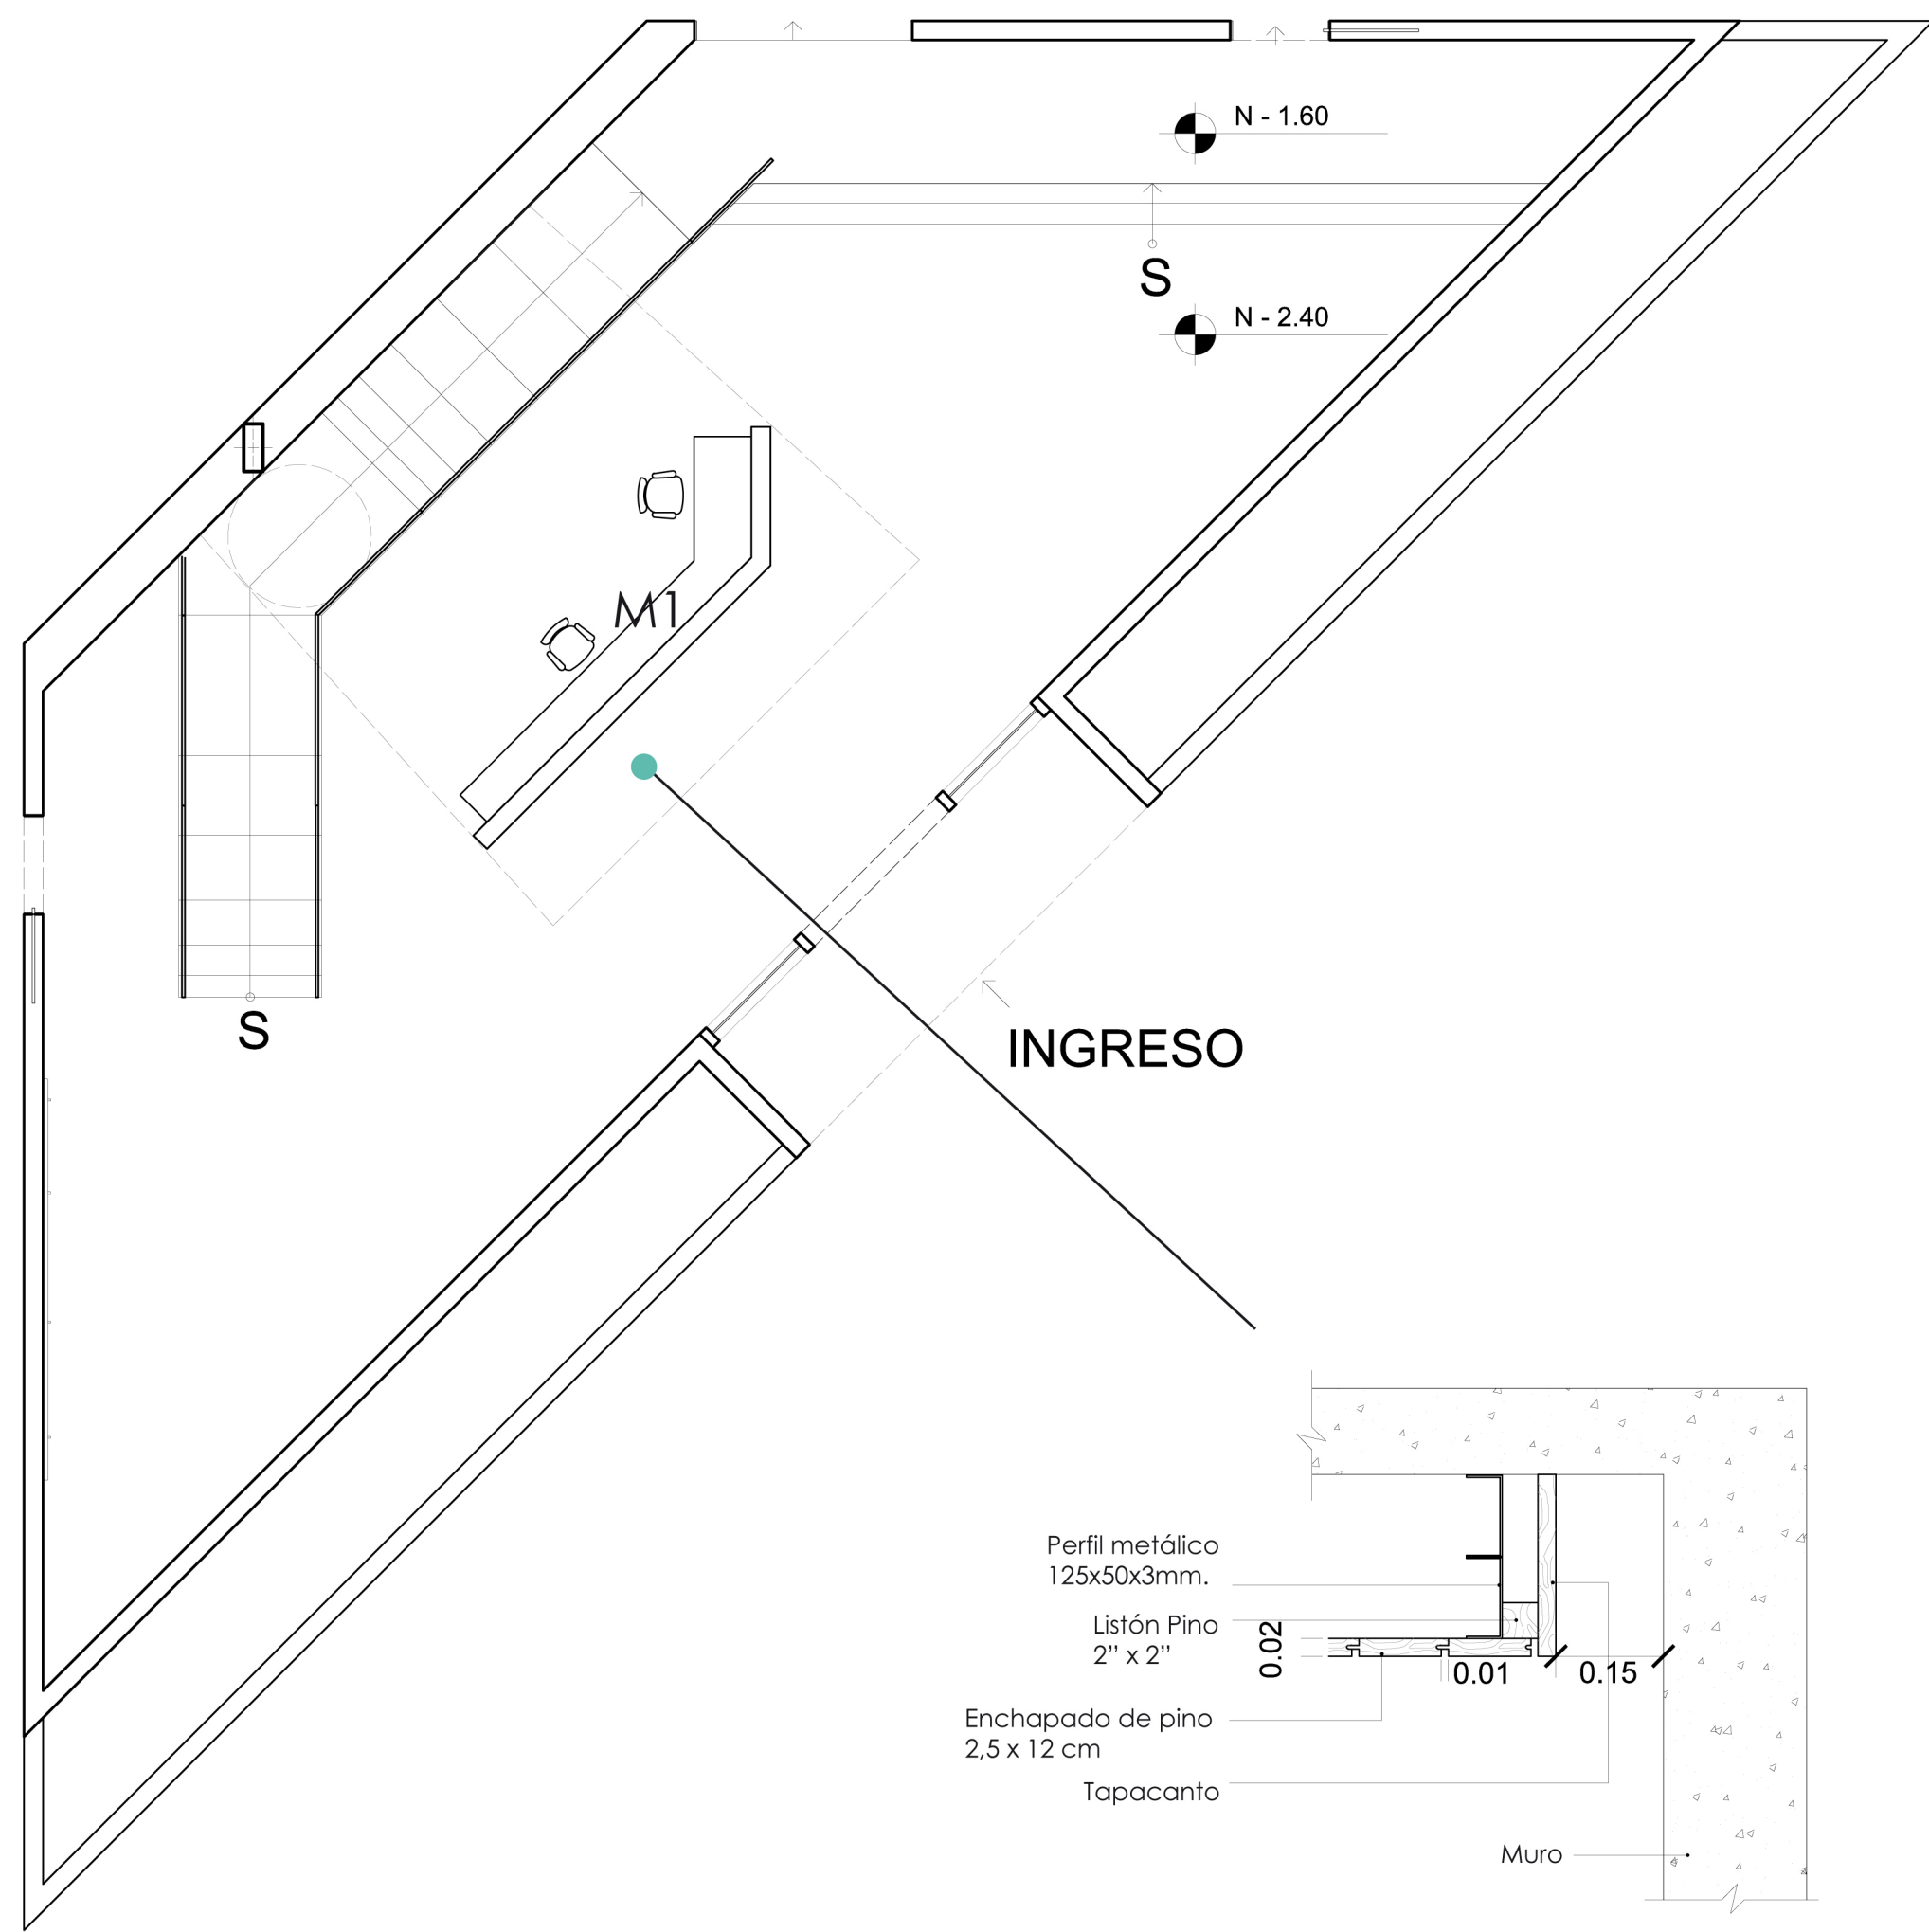 N - 1.60
S
N - 2.40
M1
S
INGRESO
Perfil metálico
125x50x3mm.
Listón Pino
2” x 2”
0.02
0.01
0.15
Enchapado de pino
2,5 x 12 cm
Tapacanto
Muro